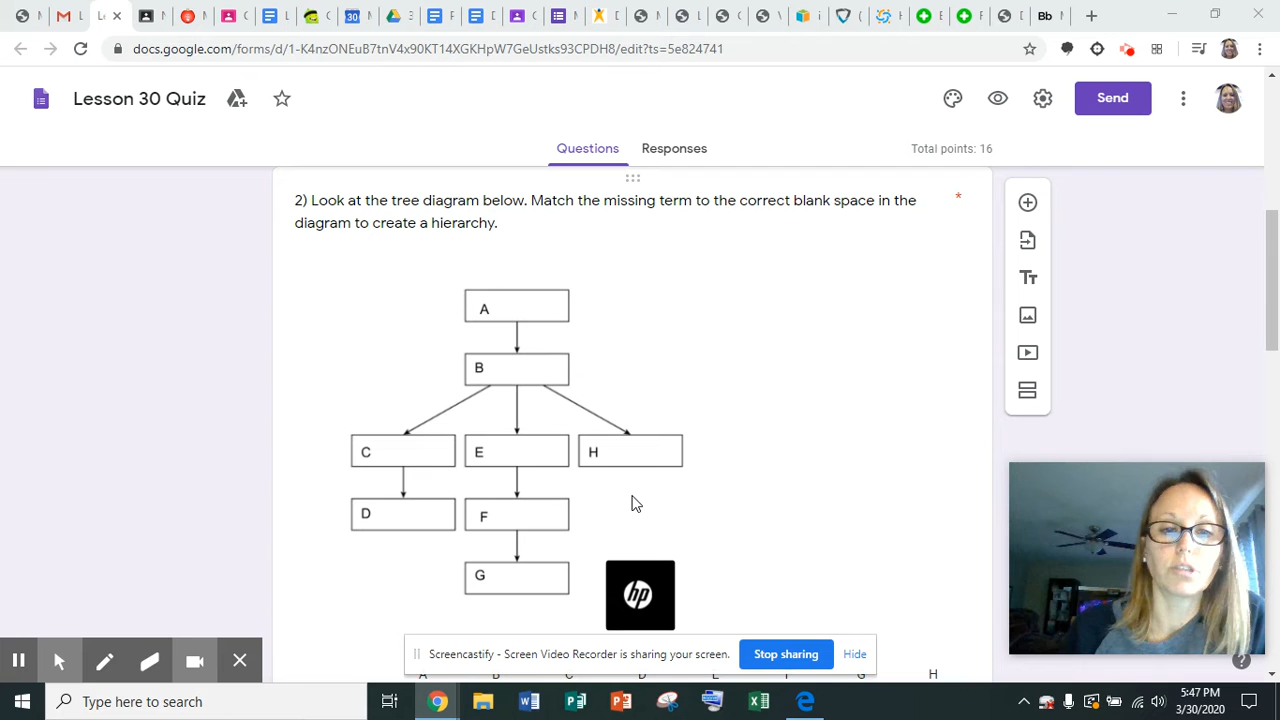 docs.google.com/forms/d/1-K4nzONEuB7tnV4x90KT14XGKHpW7GeUstks93CPDH8/edit?ts=5e824741
Lesson 30 Quiz
Send
Questions
Responses
Total points: 16
2) Look at the tree diagram below. Match the missing term to the correct blank space in the *
diagram to create a hierarchy.
A
B
C
E
H
D
F
G
hp
Screencastify - Screen Video Recorder is sharing your screen.
Stop sharing
Hide
H
Type here to search
5:47 PM
3/30/2020